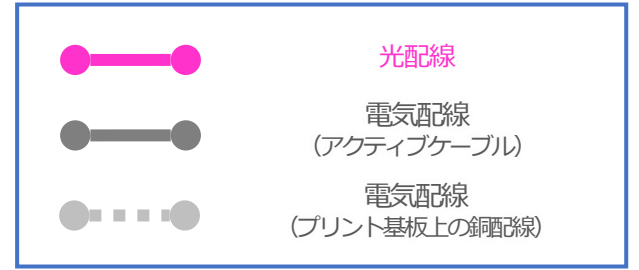 光配線
電気配線
(アクティブケーブル)
電気配線
(プリント基板上の銅配線)